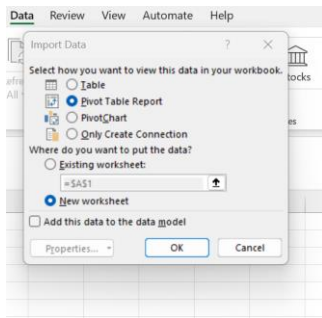 Data Review View Automate Help
Import Data ? ×
Select how you want to view this data in your workbook.
Table
Pivot Table Report
PivotChart
Only Create Connection
Where do you want to put the data?
Existing worksheet:
=$A$1
New worksheet
Add this data to the data model
Properties... OK Cancel
efre
All
tocks
es